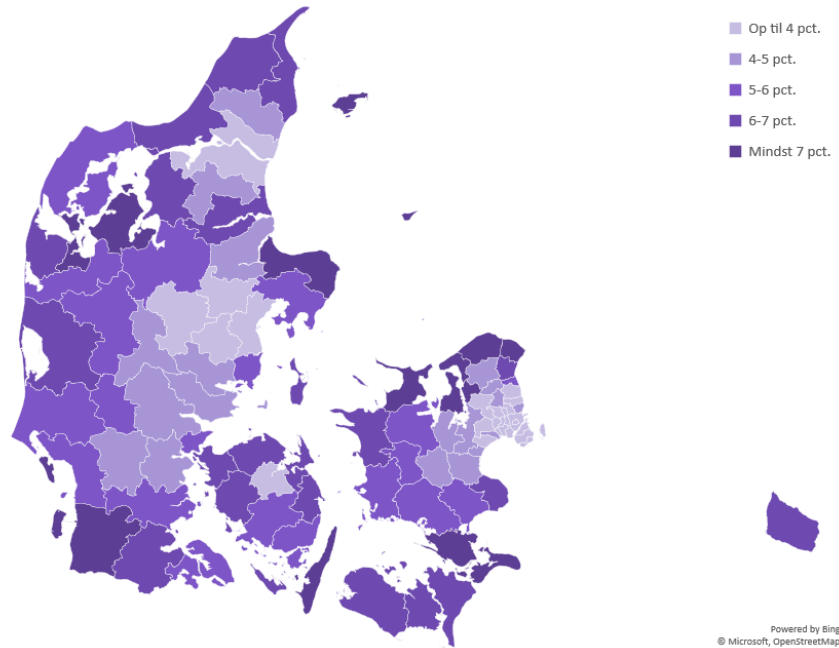 Op til 4 pct.
4-5 pct.
5-6 pct.
6-7 pct.
Mindst 7 pct.
Powered by Bing
© Microsoft, OpenStreetMap